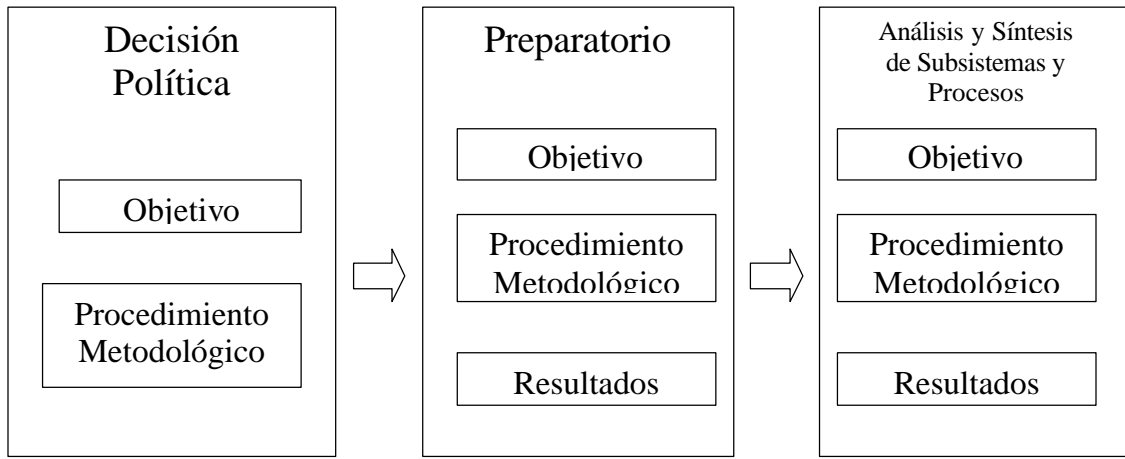 Decisión
Política
Objetivo
Procedimiento
Metodológico
Preparatorio
Objetivo
Procedimiento
Metodológico
Resultados
Análisis y Síntesis
de Subsistemas y
Procesos
Objetivo
Procedimiento
Metodológico
Resultados